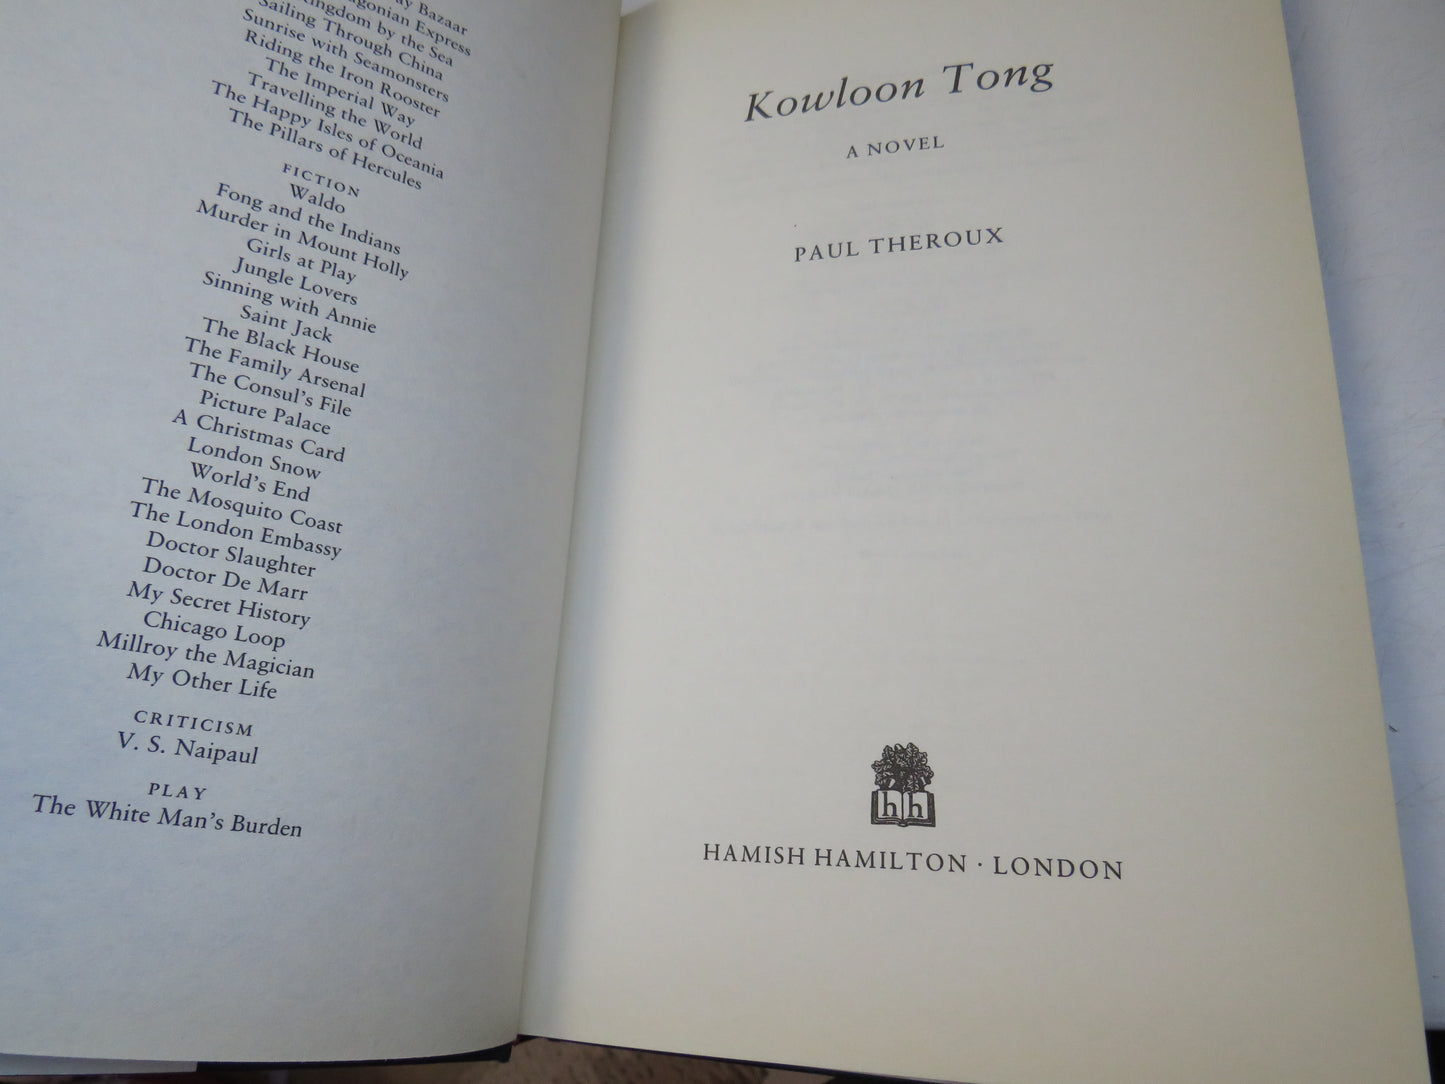 Bazaar
Express
by the Sea
Sailing Through China
Sunrise with Seamonsters
Riding the Iron Rooster
The Imperial Way
Travelling the World
The Happy Isles of Oceania
The Pillars of Hercules
FICTION
Waldo
Fong and the Indians
Murder in Mount Holly
Girls at Play
Jungle Lovers
Sinning with Annie
Saint Jack
The Black House
The Family Arsenal
The Consul's File
Picture Palace
A Christmas Card
London Snow
World's End
The Mosquito Coast
The London Embassy
Doctor Slaughter
Doctor De Marr
My Secret History
Chicago Loop
Millroy the Magician
My Other Life
CRITICISM
V. S. Naipaul
PLAY
The White Man's Burden
Kowloon Tong
A NOVEL
PAUL THEROUX
hh
HAMISH HAMILTON · LONDON